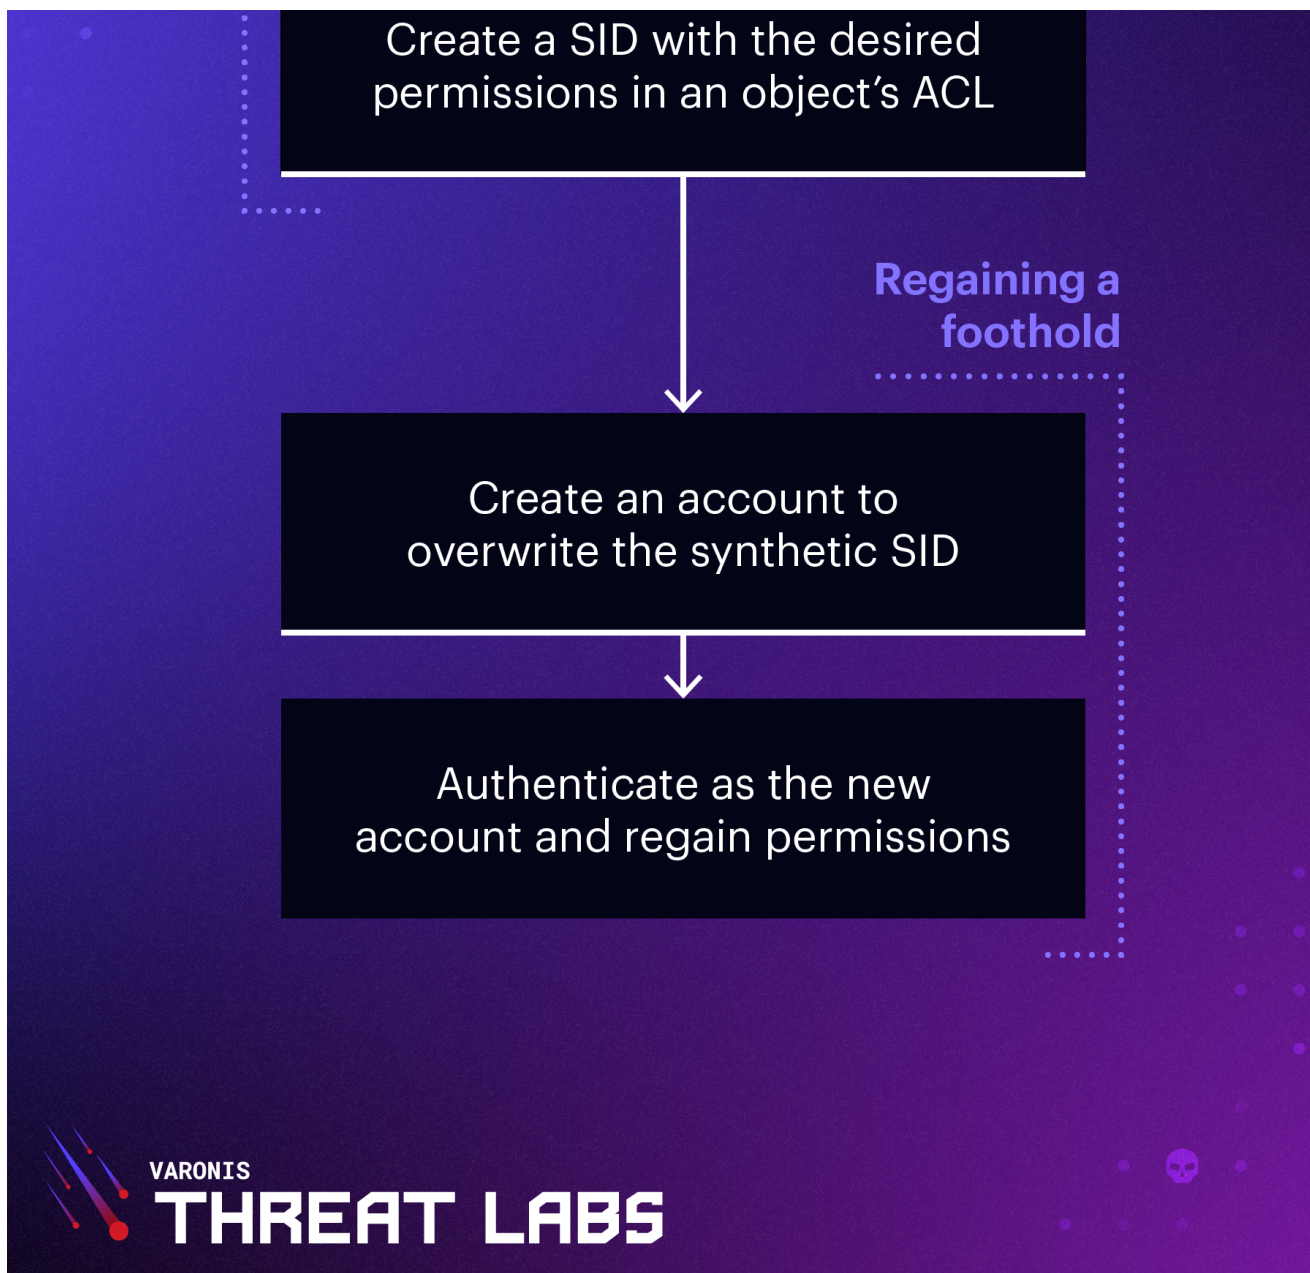 Create a SID with the desired
permissions in an object’s ACL
Regaining a
foothold
Create an account to
overwrite the synthetic SID
Authenticate as the new
account and regain permissions
VARONIS
THREAT LABS